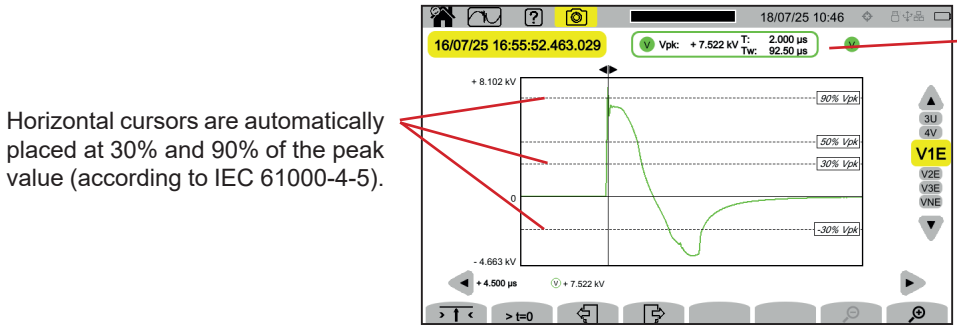 ?
18/07/25 10:46
16/07/25 16:55:52.463.029
V Vpk: + 7.522 kV T: 2.000 µs
Tw: 92.50 µs
V
+ 8.102 kV
90% Vpk
50% Vpk
30% Vpk
0
-30% Vpk
- 4.663 kV
+ 4.500 µs
V + 7.522 kV
3U
4V
V1E
V2E
V3E
VNE
> t=0
Horizontal cursors are automatically
placed at 30% and 90% of the peak
value (according to IEC 61000-4-5).